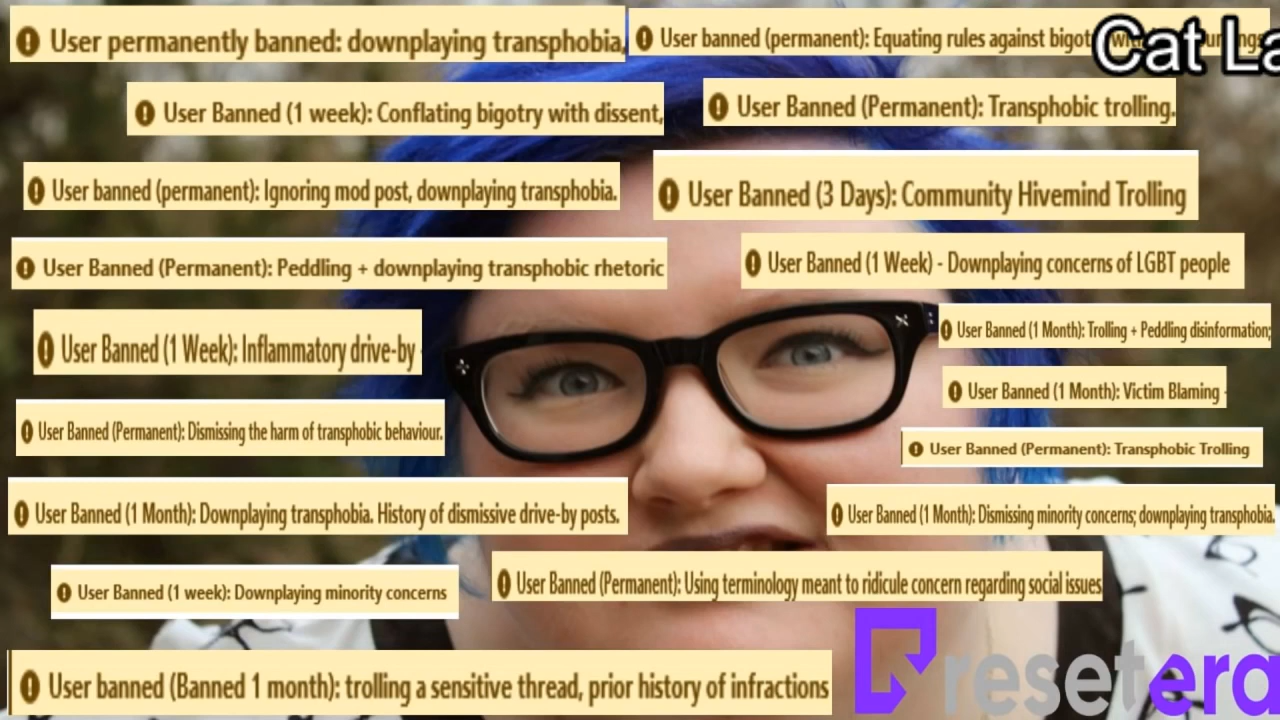 User permanently banned: downplaying transphobia,
User banned (permanent): Equating rules against bigot
Cat La
User Banned (1 week): Conflating bigotry with dissent,
User Banned (Permanent): Transphobic trolling.
User banned (permanent): Ignoring mod post, downplaying transphobia.
User Banned (3 Days): Community Hivemind Trolling
User Banned (Permanent): Peddling + downplaying transphobic rhetoric
User Banned (1 Week) - Downplaying concerns of LGBT people
User Banned (1 Week): Inflammatory drive-by
User Banned (1 Month): Trolling + Peddling disinformation;
User Banned (1 Month): Victim Blaming -
User Banned (Permanent): Dismissing the harm of transphobic behaviour.
User Banned (Permanent): Transphobic Trolling
User Banned (1 Month): Downplaying transphobia. History of dismissive drive-by posts.
User Banned (1 Month): Dismissing minority concerns; downplaying transphobia.
User Banned (1 week): Downplaying minority concerns
User Banned (Permanent): Using terminology meant to ridicule concern regarding social issues
User banned (Banned 1 month): trolling a sensitive thread, prior history of infractions
resetera